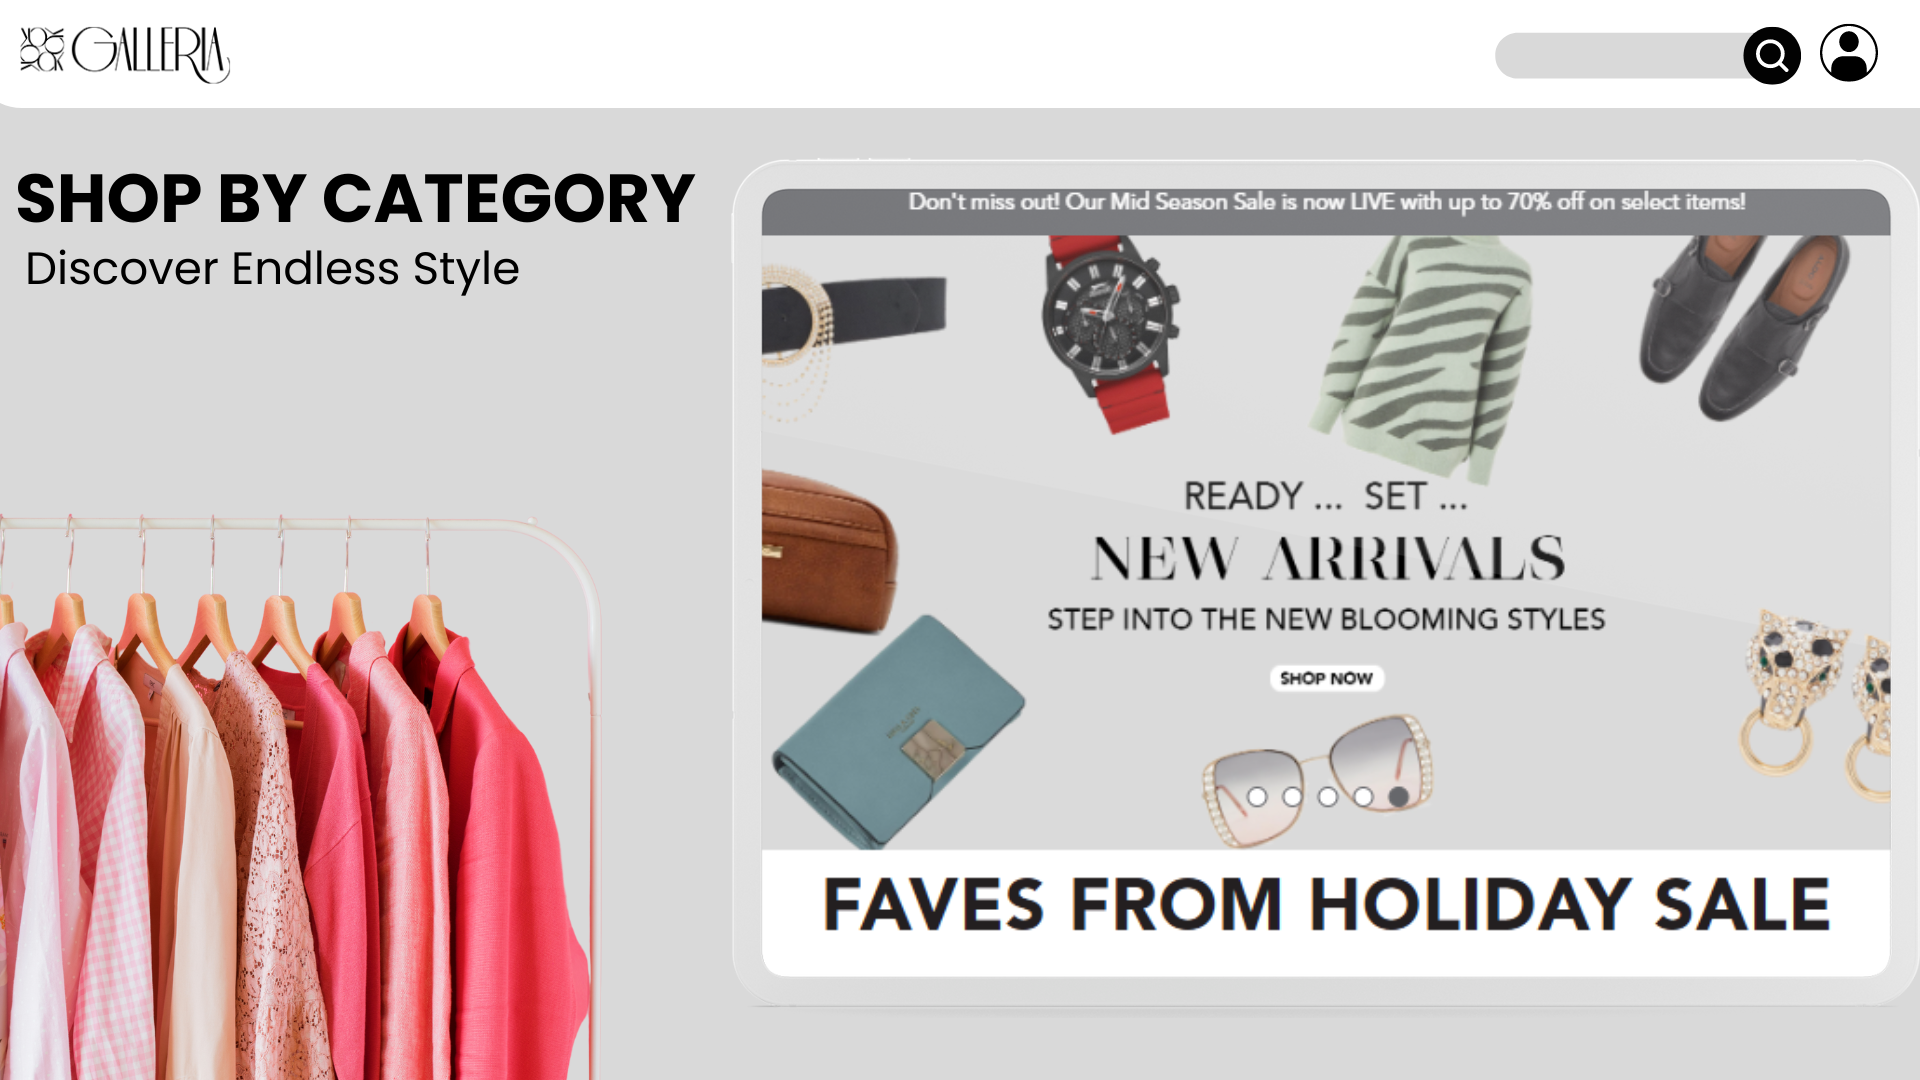 GALLERIA
SHOP BY CATEGORY
Discover Endless Style
Don't miss out! Our Mid Season Sale is now LIVE with up to 70% off on select items!
READY ... SET ...
NEW ARRIVALS
STEP INTO THE NEW BLOOMING STYLES
SHOP NOW
FAVES FROM HOLIDAY SALE